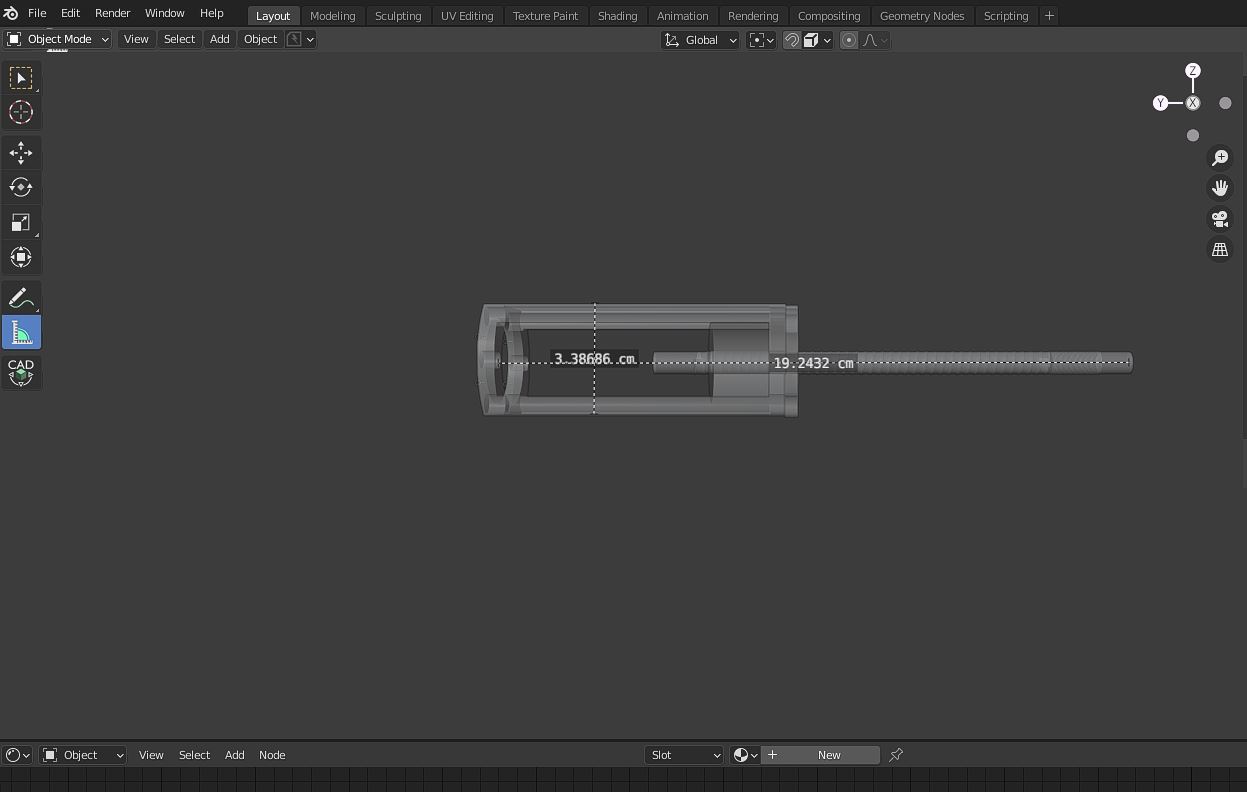 File Edit Render Window Help Layout Modeling Sculpting UV Editing Texture Paint Shading Animation Rendering Compositing Geometry Nodes Scripting +
Object Mode View Select Add Object Global
Z
Y X
CAD
3.38686 cm 19.2432 cm
Object View Select Add Node Slot + New